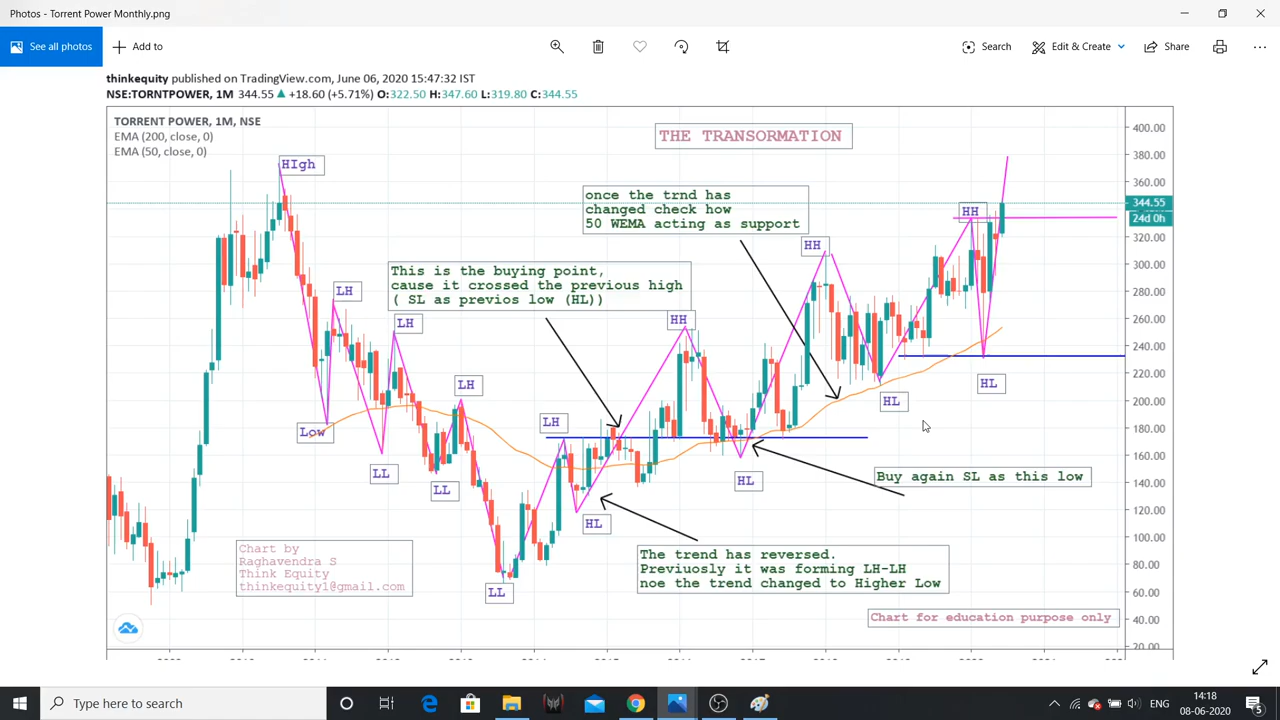 Photos - Torrent Power Monthly.png
See all photos
Add to
Search
Edit & Create
Share
thinkequity published on TradingView.com, June 06, 2020 15:47:32 IST
NSE:TORNTPOWER, 1M 344.55 ▲ +18.60 (+5.71%) O:322.50 H:347.60 L:319.80 C:344.55
TORRENT POWER, 1M, NSE
EMA (200, close, 0)
EMA (50, close, 0)
THE TRANSORMATION
HIgh
once the trnd has
changed check how
50 WEMA acting as support
This is the buying point,
cause it crossed the previous high
( SL as previos low (HL))
LH
LH
LH
LH
HH
HH
HH
Low
LL
LL
LL
HL
HL
HL
HL
Buy again SL as this low
The trend has reversed.
Previuosly it was forming LH-LH
noe the trend changed to Higher Low
Chart by
Raghavendra S
Think Equity
thinkequity1@gmail.com
Chart for education purpose only
400.00
380.00
360.00
344.55
24d 0h
320.00
300.00
280.00
260.00
240.00
220.00
200.00
180.00
160.00
140.00
120.00
100.00
80.00
60.00
40.00
20.00
Type here to search
ENG
14:18
08-06-2020
5